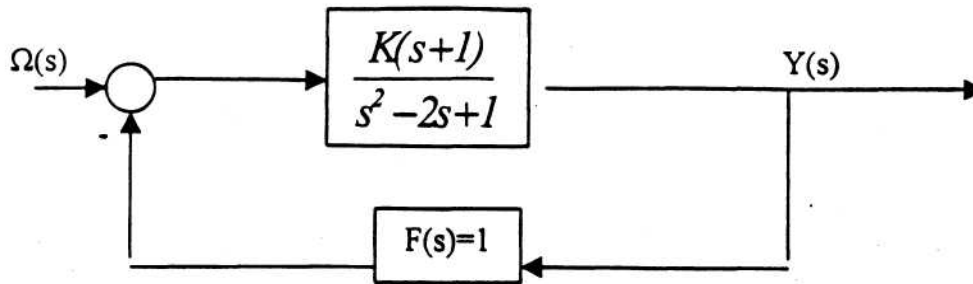 Ω(s)
K(s+1)
s² −2s+1
Y(s)
-
F(s)=1